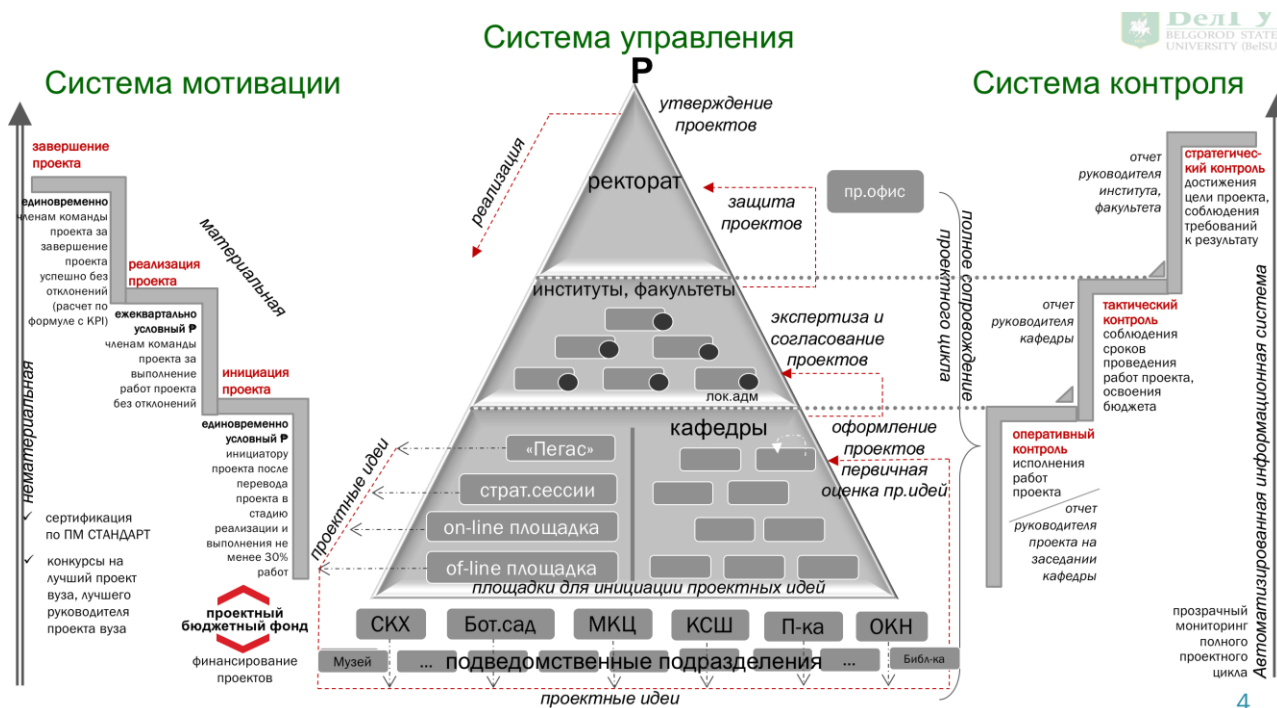 БелГУ
BELGOROD STATE
UNIVERSITY (BelSU
Система управления
Система мотивации
Система контроля
Р
утверждение
проектов
реализация
ректорат
защита
проектов
пр.офис
полное сопровождение
проектного цикла
институты, факультеты
экспертиза и
согласование
проектов
лок.адм
кафедры
оформление
проектов
первичная
оценка пр.идей
«Пегас»
страт.сессии
on-line площадка
of-line площадка
проектные идеи
площадки для инициации проектных идей
СКХ
Бот.сад
МКЦ
КСШ
П-ка
ОКН
Музей
...
подведомственные подразделения
...
Библ-ка
проектные идеи
завершение
проекта
единовременно
членам команды
проекта за
завершение
проекта
успешно без
отклонений
(расчет по
формуле с KPI)
материальная
реализация
проекта
ежеквартально
условный ₽
членам команды
проекта за
выполнение
работ проекта
без отклонений
инициация
проекта
единовременно
условный ₽
инициатору
проекта после
перевода
проекта в
стадию
реализации и
выполнения не
менее 30%
работ
нематериальная
✓ сертификация
по ПМ СТАНДАРТ
✓ конкурсы на
лучший проект
вуза, лучшего
руководителя
проекта вуза
проектный
бюджетный фонд
финансирование
проектов
отчет
руководителя
института,
факультета
стратегичес-
кий контроль
достижения
цели проекта,
соблюдения
требований
к результату
отчет
руководителя
кафедры
тактический
контроль
соблюдения
сроков
проведения
работ проекта,
освоения
бюджета
оперативный
контроль
исполнения
работ
проекта
отчет
руководителя
проекта на
заседании
кафедры
Автоматизированная информационная система
прозрачный
мониторинг
полного
проектного
цикла
4